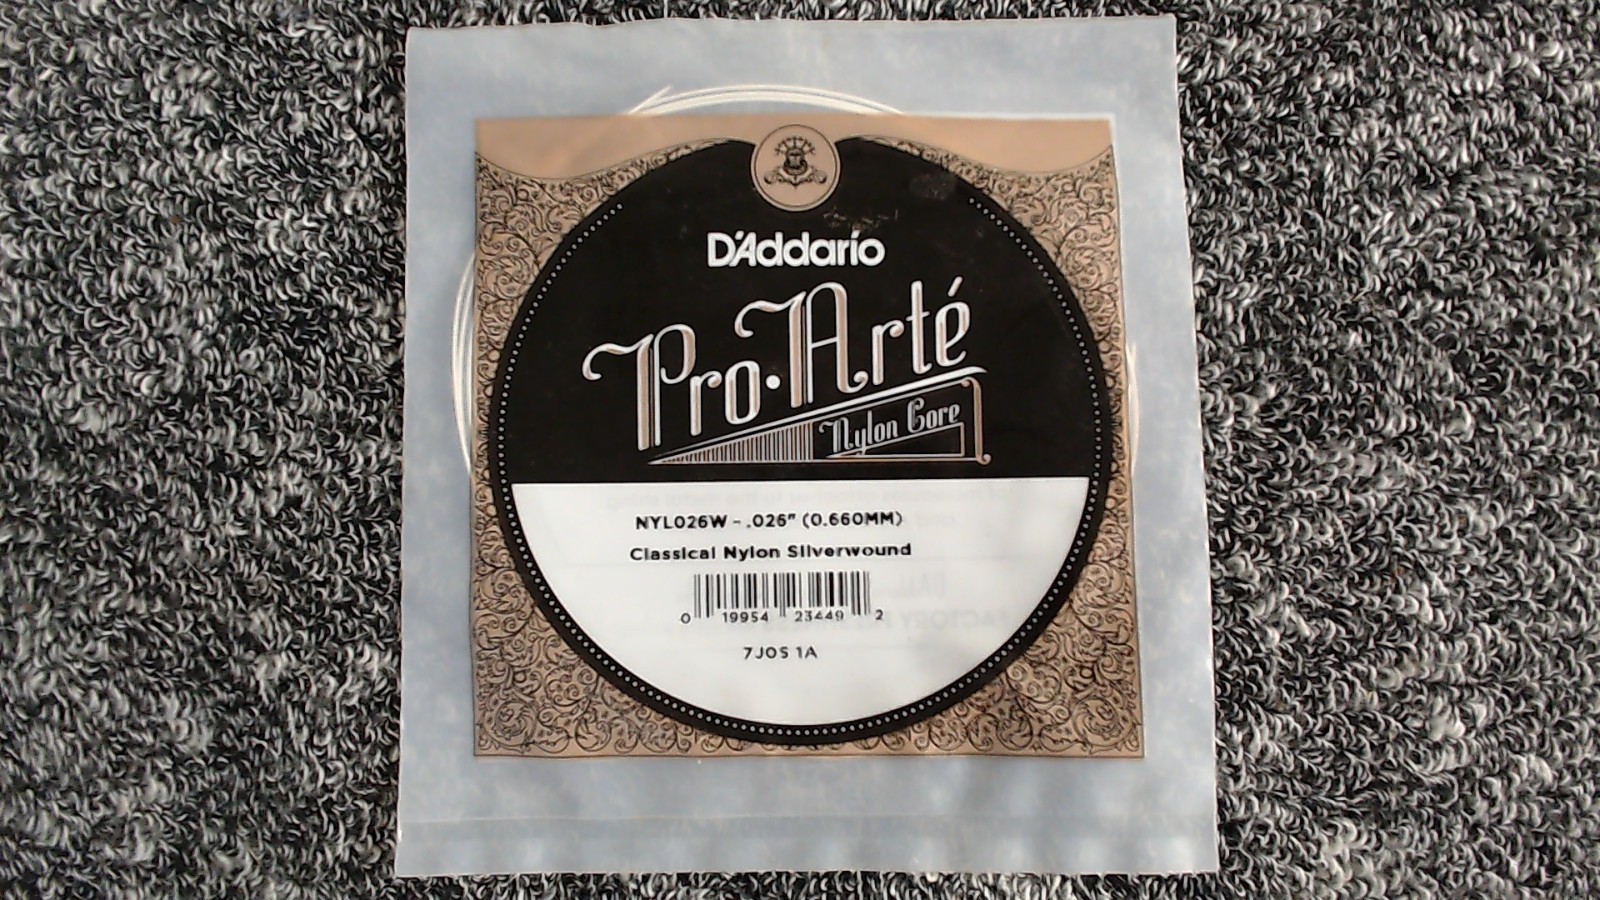 D'Addario
Pro·Arté
Nylon Core
NYL026W - .026" (0.660MM)
Classical Nylon Silverwound
0 19954 23449 2
7JOS 1A